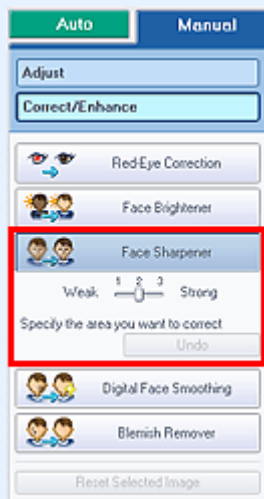 Auto Manual
Adjust
Correct/Enhance
Red-Eye Correction
Face Brightener
Face Sharpener
1 2 3
Weak Strong
Specify the area you want to correct
Undo
Digital Face Smoothing
Blemish Remover
Reset Selected Image